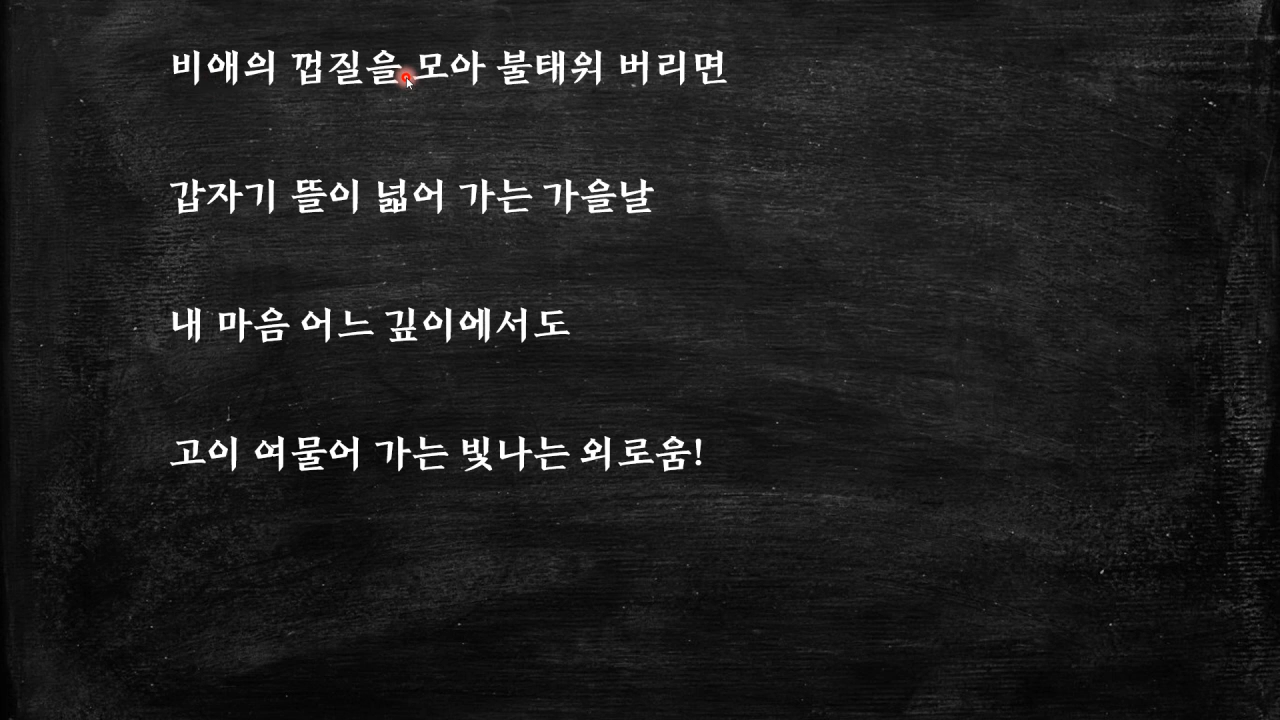 비애의 껍질을 모아 불태워 버리면
갑자기 뜰이 넓어 가는 가을날
내 마음 어느 깊이에서도
고이 여물어 가는 빛나는 외로움!